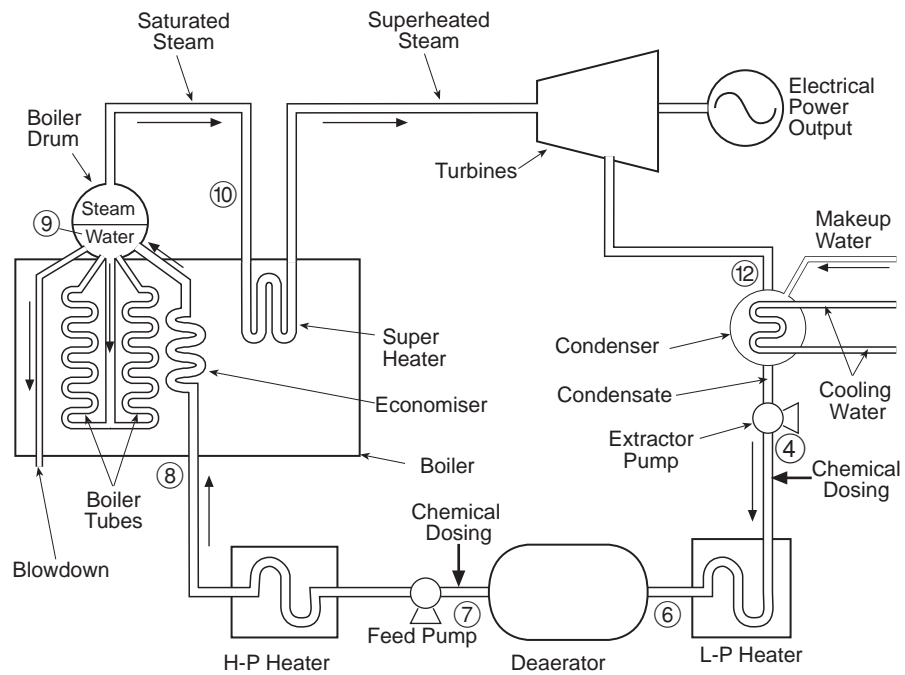 Saturated
Steam
Superheated
Steam
Electrical
Power
Output
Boiler
Drum
Turbines
⑩
Steam
⑨
Water
Makeup
Water
⑫
Super
Heater
Condenser
Cooling
Water
Condensate
Economiser
Extractor
Pump
④
Boiler
⑧
Chemical
Dosing
Boiler
Tubes
Chemical
Dosing
Blowdown
⑦
⑥
Feed Pump
H-P Heater
Deaerator
L-P Heater